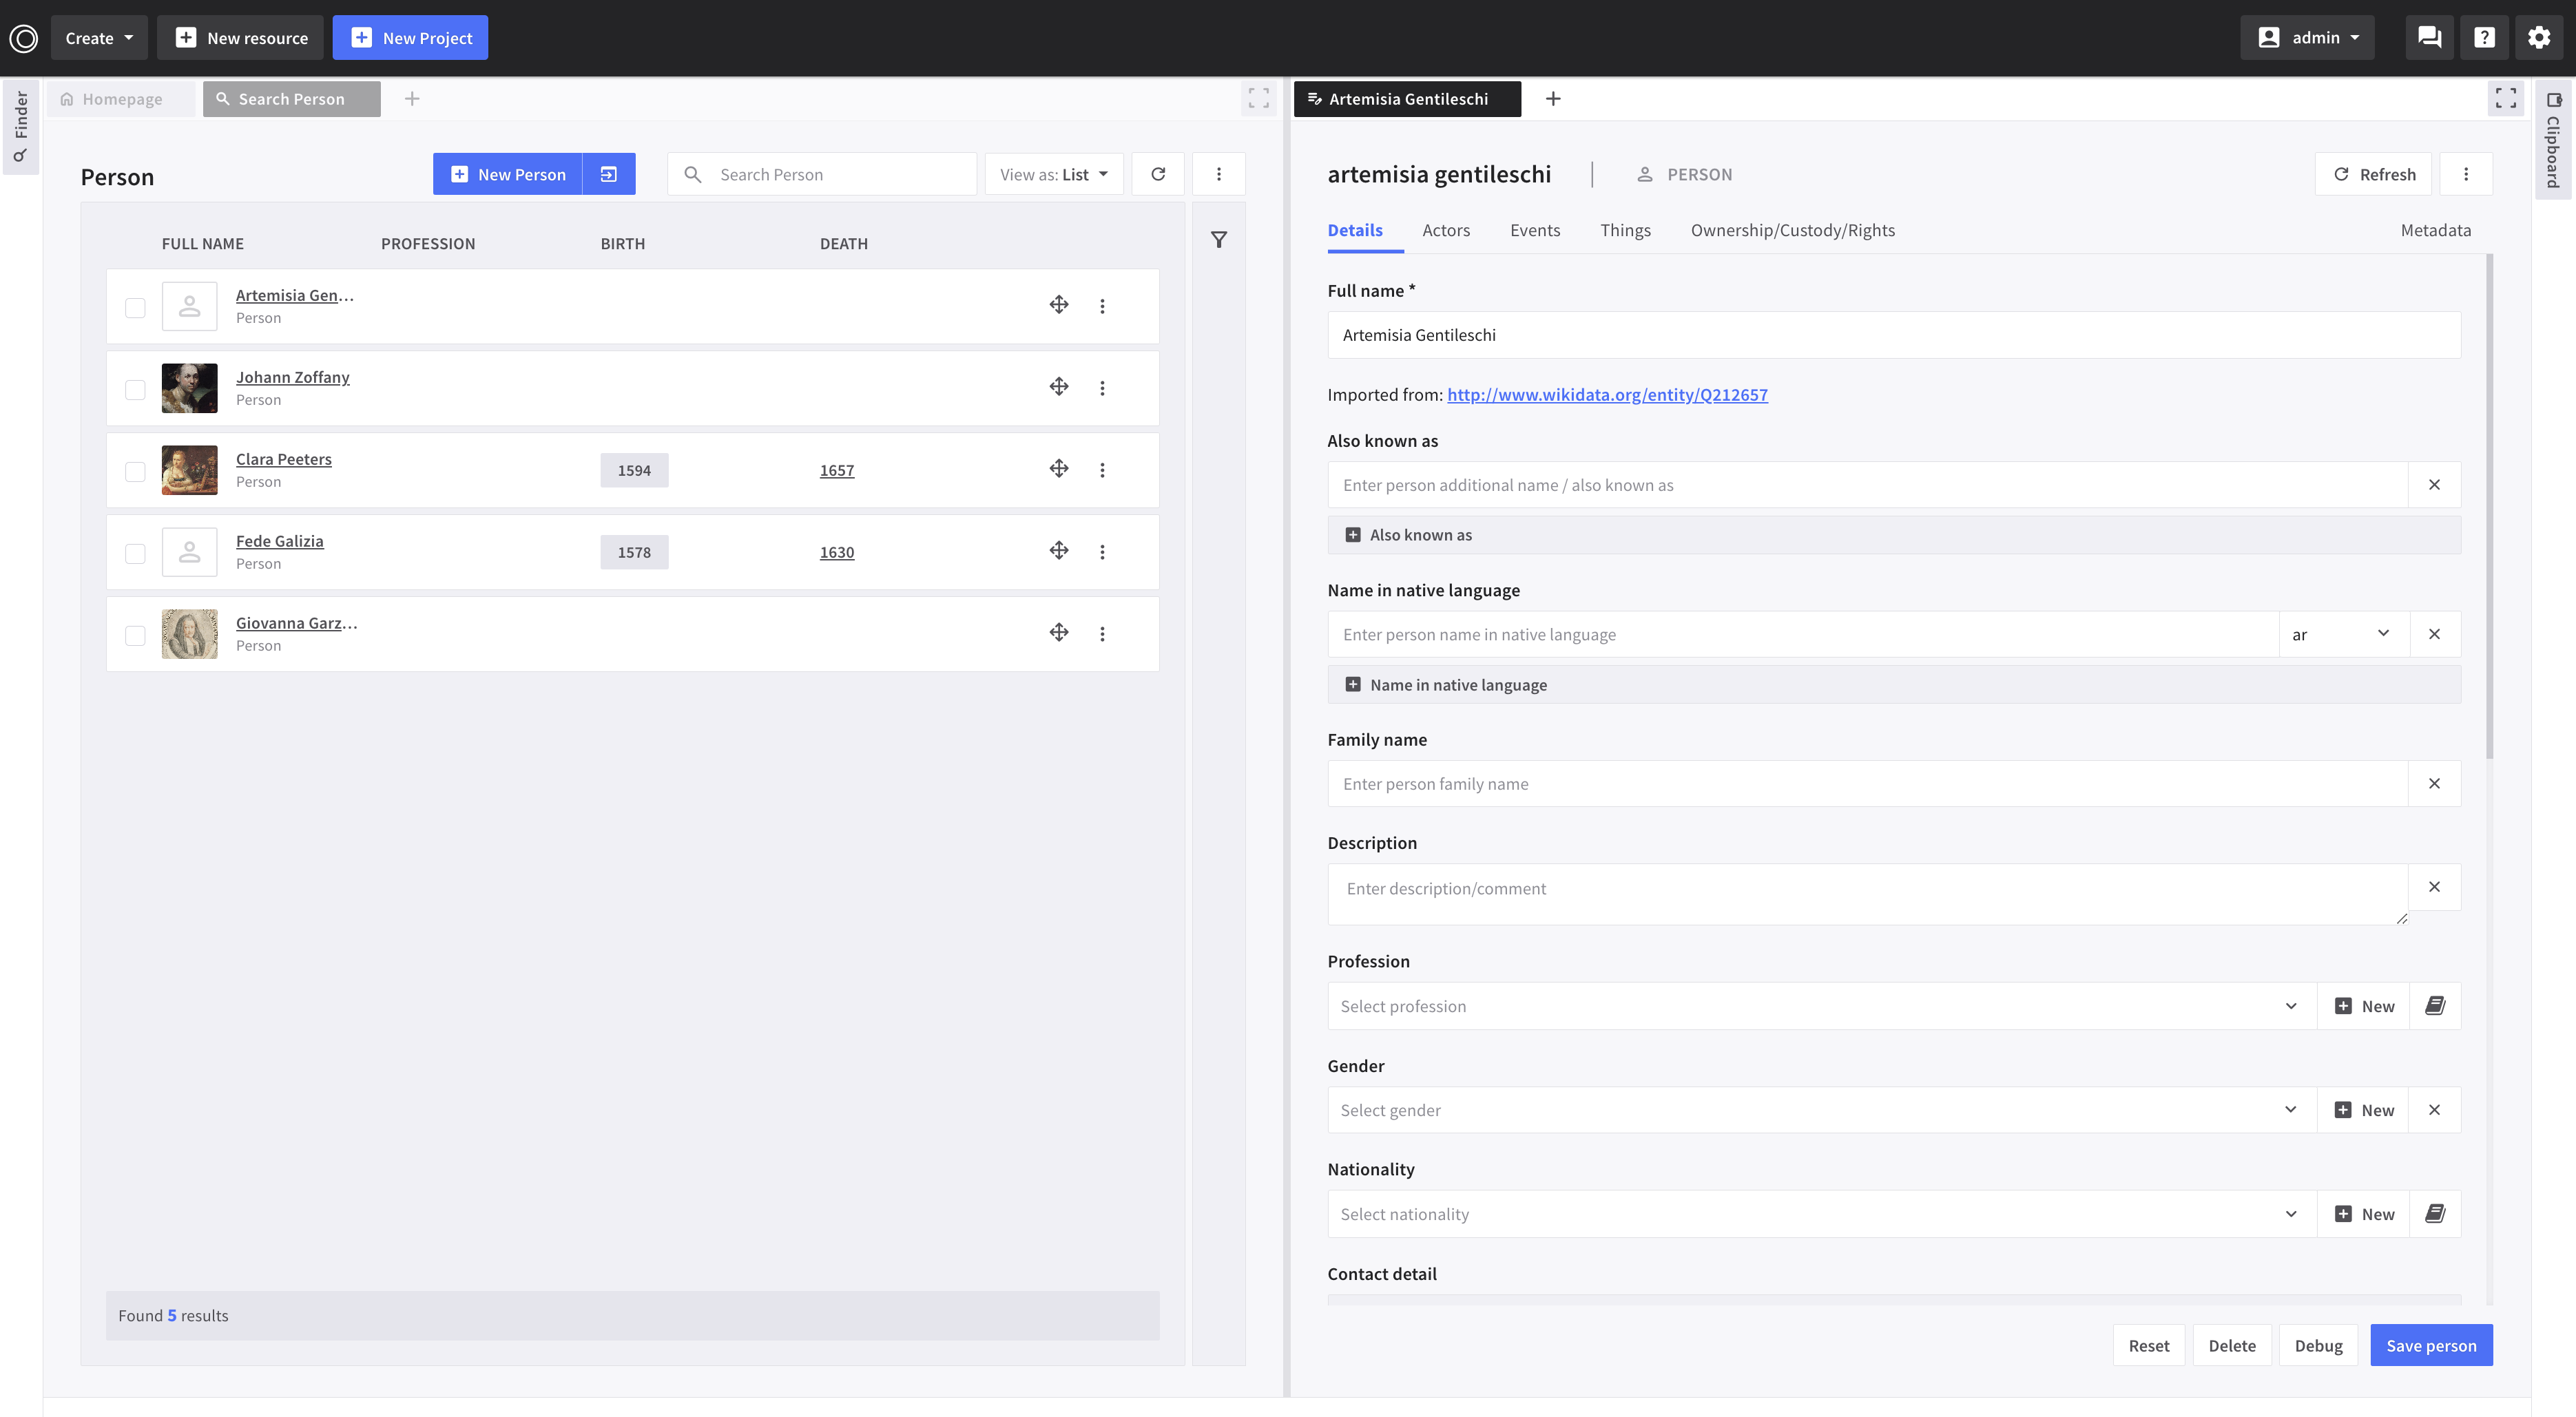 Create
New resource
New Project
admin
Finder
Homepage
Search Person
Artemisia Gentileschi
Clipboard
Person
New Person
Search Person
View as: List
FULL NAME PROFESSION BIRTH DEATH
Artemisia Gen...
Person
Johann Zoffany
Person
Clara Peeters
Person
1594 1657
Fede Galizia
Person
1578 1630
Giovanna Garz...
Person
Found 5 results
artemisia gentileschi
PERSON
Refresh
Details Actors Events Things Ownership/Custody/Rights Metadata
Full name *
Artemisia Gentileschi
Imported from: http://www.wikidata.org/entity/Q212657
Also known as
Enter person additional name / also known as
Also known as
Name in native language
Enter person name in native language ar
Name in native language
Family name
Enter person family name
Description
Enter description/comment
Profession
Select profession New
Gender
Select gender New
Nationality
Select nationality New
Contact detail
Reset Delete Debug Save person